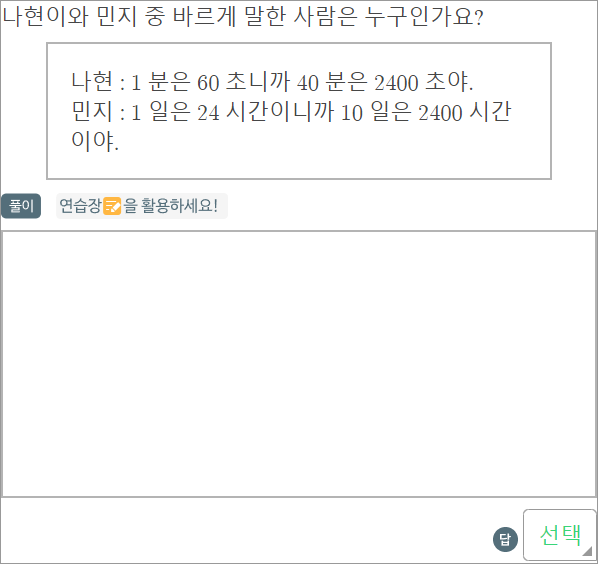 나현이와 민지 중 바르게 말한 사람은 누구인가요?
나현 : 1 분은 60 초니까 40 분은 2400 초야.
민지 : 1 일은 24 시간이니까 10 일은 2400 시간
이야.
풀이 연습장을 활용하세요!
답 선택